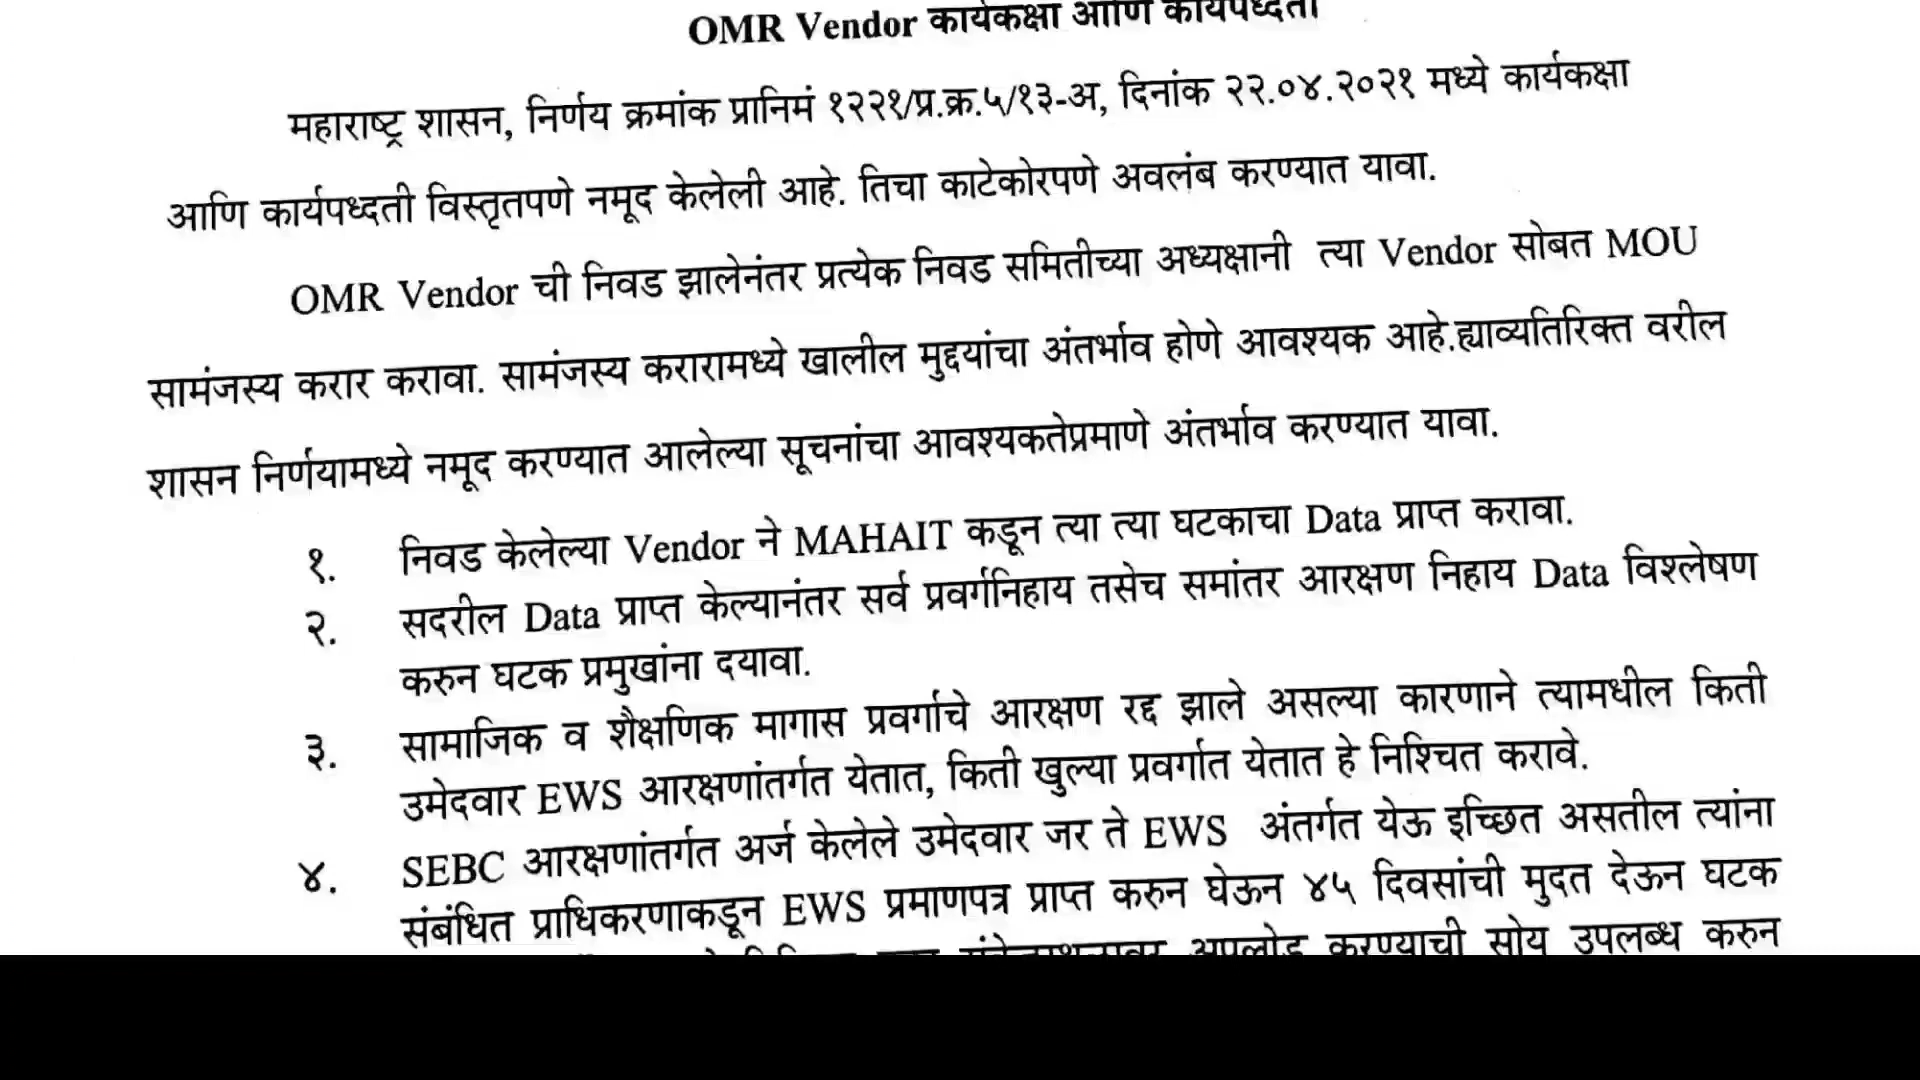 OMR Vendor कार्यकक्षा आणि कार्यपध्दती
महाराष्ट्र शासन, निर्णय क्रमांक प्रानिमं १२२१/प्र.क्र.५/१३-अ, दिनांक २२.०४.२०२१ मध्ये कार्यकक्षा
आणि कार्यपध्दती विस्तृतपणे नमूद केलेली आहे. तिचा काटेकोरपणे अवलंब करण्यात यावा.
OMR Vendor ची निवड झालेनंतर प्रत्येक निवड समितीच्या अध्यक्षानी त्या Vendor सोबत MOU
सामंजस्य करार करावा. सामंजस्य करारामध्ये खालील मुद्दयांचा अंतर्भाव होणे आवश्यक आहे.ह्याव्यतिरिक्त वरील
शासन निर्णयामध्ये नमूद करण्यात आलेल्या सूचनांचा आवश्यकतेप्रमाणे अंतर्भाव करण्यात यावा.
१. निवड केलेल्या Vendor ने MAHAIT कडून त्या त्या घटकाचा Data प्राप्त करावा.
२. सदरील Data प्राप्त केल्यानंतर सर्व प्रवर्गनिहाय तसेच समांतर आरक्षण निहाय Data विश्लेषण
करुन घटक प्रमुखांना दयावा.
३. सामाजिक व शैक्षणिक मागास प्रवर्गाचे आरक्षण रद्द झाले असल्या कारणाने त्यामधील किती
उमेदवार EWS आरक्षणांतर्गत येतात, किती खुल्या प्रवर्गात येतात हे निश्चित करावे.
४. SEBC आरक्षणांतर्गत अर्ज केलेले उमेदवार जर ते EWS अंतर्गत येऊ इच्छित असतील त्यांना
संबंधित प्राधिकरणाकडून EWS प्रमाणपत्र प्राप्त करुन घेऊन ४५ दिवसांची मुदत देऊन घटक
अपलोड करण्याची सोय उपलब्ध करुन